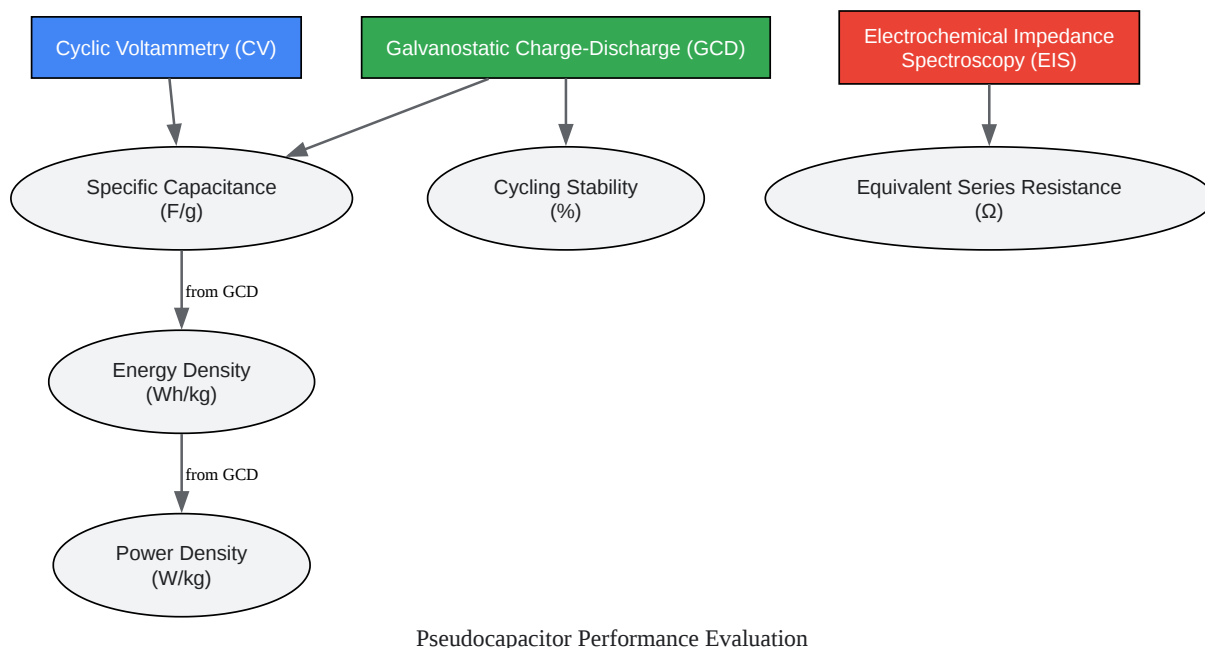 Cyclic Voltammetry (CV)
Galvanostatic Charge-Discharge (GCD)
Electrochemical Impedance
Spectroscopy (EIS)
Specific Capacitance
(F/g)
Cycling Stability
(%)
Equivalent Series Resistance
(Ω)
from GCD
Energy Density
(Wh/kg)
from GCD
Power Density
(W/kg)
Pseudocapacitor Performance Evaluation